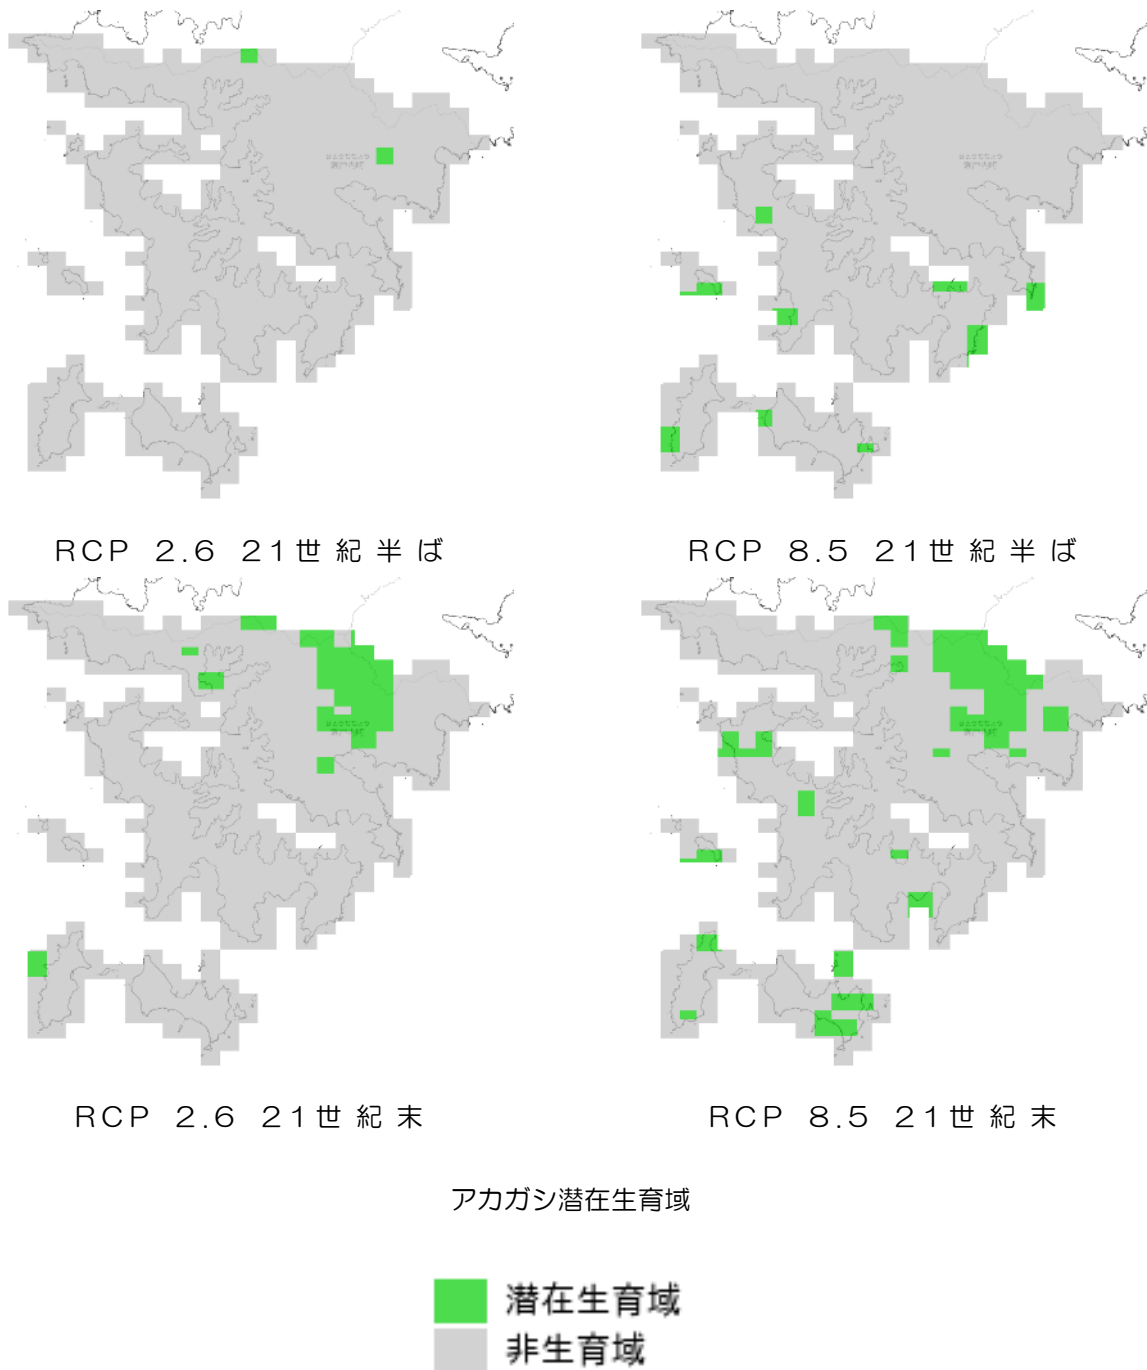 RCP 2.6 21世紀半ば
RCP 8.5 21世紀半ば
RCP 2.6 21世紀末
RCP 8.5 21世紀末
アカガシ潜在生育域
潜在生育域
非生育域